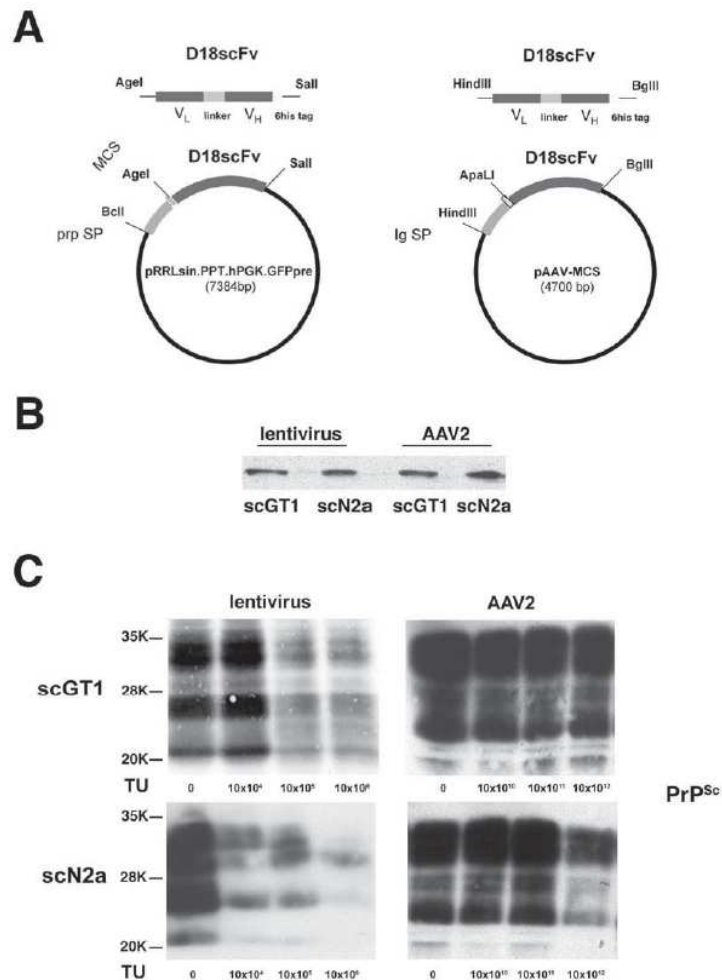 A
D18scFv
AgeI SalI
VL linker VH 6his tag
MCS
D18scFv
AgeI SalI
BclI
prp SP
pRRLsin.PPT.hPGK.GFPpre
(7384bp)
D18scFv
HindIII BglII
VL linker VH 6his tag
D18scFv
ApaLI BglII
HindIII
Ig SP
pAAV-MCS
(4700 bp)
B
lentivirus AAV2
scGT1 scN2a scGT1 scN2a
C
lentivirus AAV2
scGT1
35K
28K
20K
TU 0 10x10⁴ 10x10⁵ 10x10⁶ 0 10x10¹⁰ 10x10¹¹ 10x10¹²
PrPSc
scN2a
35K
28K
20K
TU 0 10x10⁴ 10x10⁵ 10x10⁶ 0 10x10¹⁰ 10x10¹¹ 10x10¹²